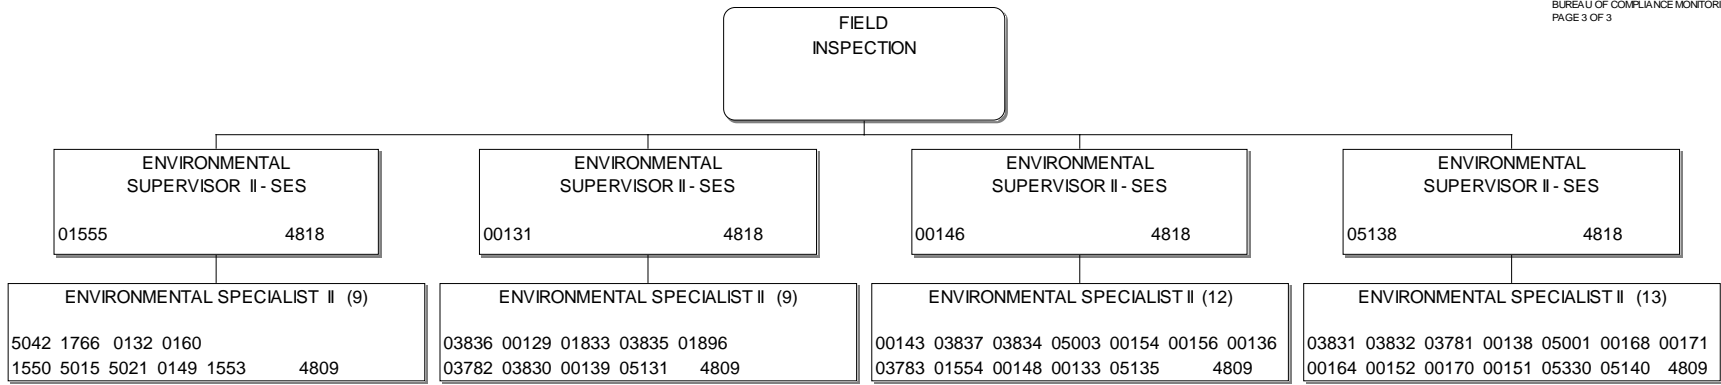 BUREAU OF COMPLIANCE MONITORI
PAGE 3 OF 3
FIELD
INSPECTION
ENVIRONMENTAL
SUPERVISOR II - SES
01555 4818
ENVIRONMENTAL
SUPERVISOR II - SES
00131 4818
ENVIRONMENTAL
SUPERVISOR II - SES
00146 4818
ENVIRONMENTAL
SUPERVISOR II - SES
05138 4818
ENVIRONMENTAL SPECIALIST II (9)
5042 1766 0132 0160
1550 5015 5021 0149 1553 4809
ENVIRONMENTAL SPECIALIST II (9)
03836 00129 01833 03835 01896
03782 03830 00139 05131 4809
ENVIRONMENTAL SPECIALIST II (12)
00143 03837 03834 05003 00154 00156 00136
03783 01554 00148 00133 05135 4809
ENVIRONMENTAL SPECIALIST II (13)
03831 03832 03781 00138 05001 00168 00171
00164 00152 00170 00151 05330 05140 4809